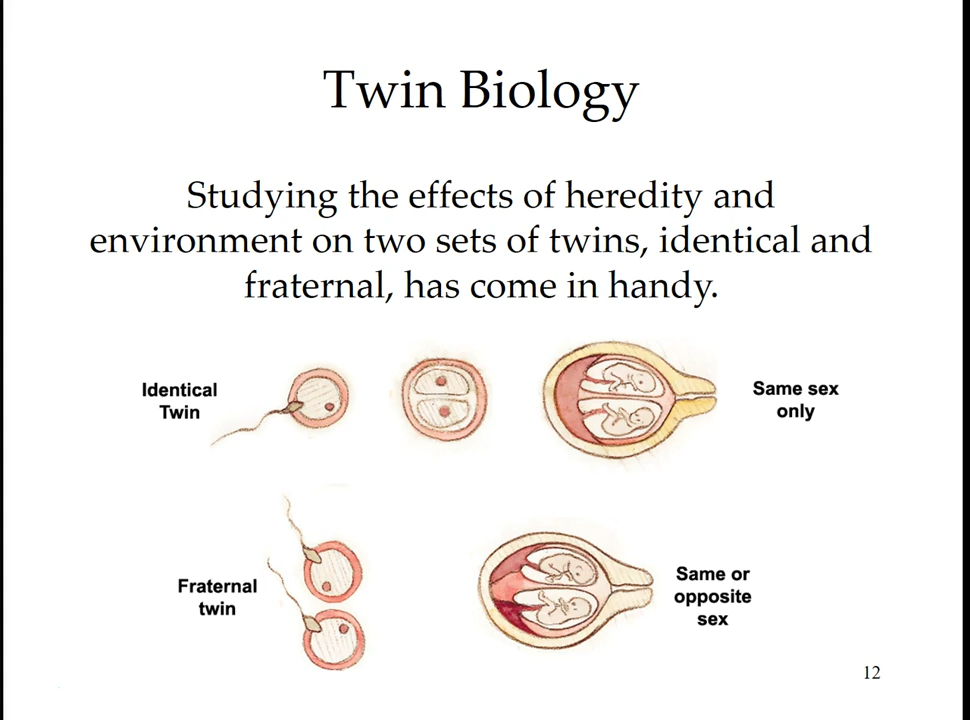 Twin Biology
Studying the effects of heredity and
environment on two sets of twins, identical and
fraternal, has come in handy.
Identical
Twin
Same sex
only
Fraternal
twin
Same or
opposite
sex
12